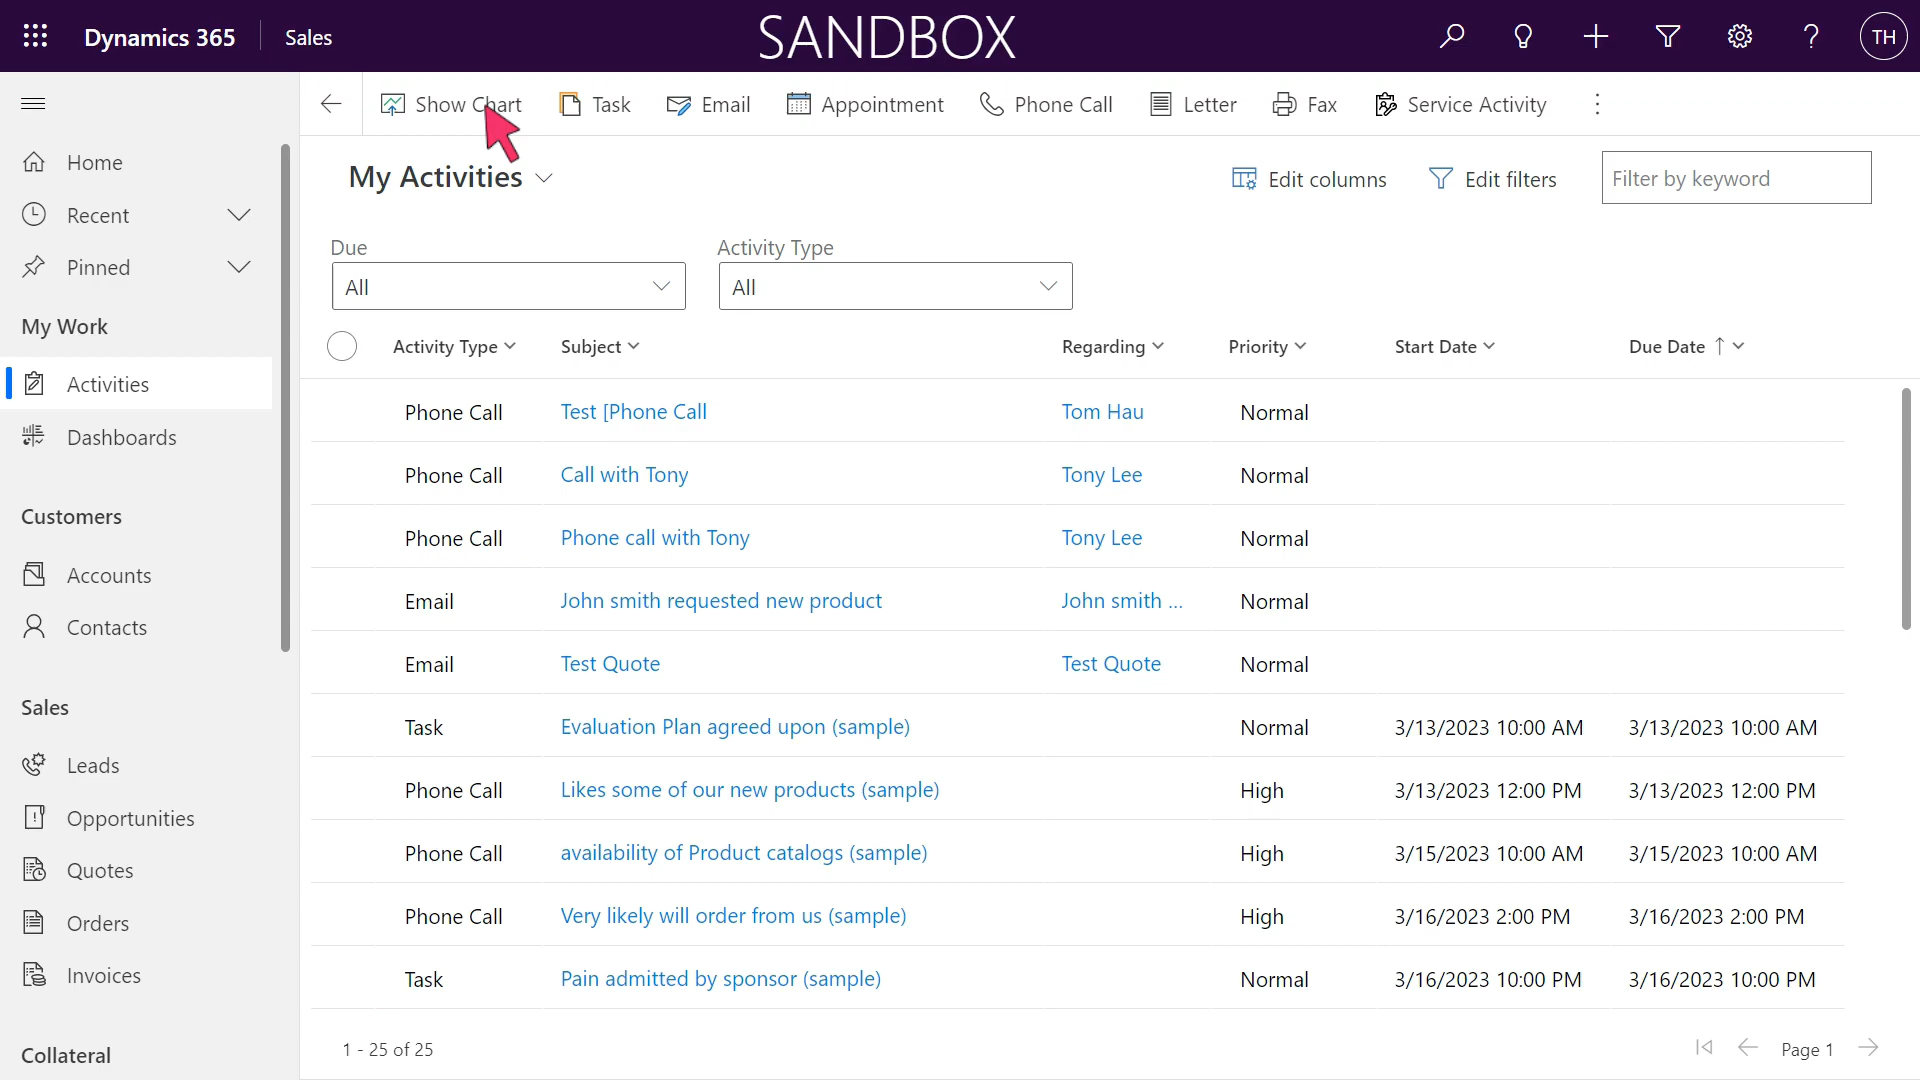 Dynamics 365 Sales SANDBOX ? TH
Show Chart Task Email Appointment Phone Call Letter Fax Service Activity
Home
Recent
Pinned
My Work
Activities
Dashboards
Customers
Accounts
Contacts
Sales
Leads
Opportunities
Quotes
Orders
Invoices
Collateral
My Activities Edit columns Edit filters Filter by keyword
Due Activity Type
All All
Activity Type Subject Regarding Priority Start Date Due Date
Phone Call Test [Phone Call Tom Hau Normal
Phone Call Call with Tony Tony Lee Normal
Phone Call Phone call with Tony Tony Lee Normal
Email John smith requested new product John smith ... Normal
Email Test Quote Test Quote Normal
Task Evaluation Plan agreed upon (sample) Normal 3/13/2023 10:00 AM 3/13/2023 10:00 AM
Phone Call Likes some of our new products (sample) High 3/13/2023 12:00 PM 3/13/2023 12:00 PM
Phone Call availability of Product catalogs (sample) High 3/15/2023 10:00 AM 3/15/2023 10:00 AM
Phone Call Very likely will order from us (sample) High 3/16/2023 2:00 PM 3/16/2023 2:00 PM
Task Pain admitted by sponsor (sample) Normal 3/16/2023 10:00 PM 3/16/2023 10:00 PM
1 - 25 of 25 Page 1